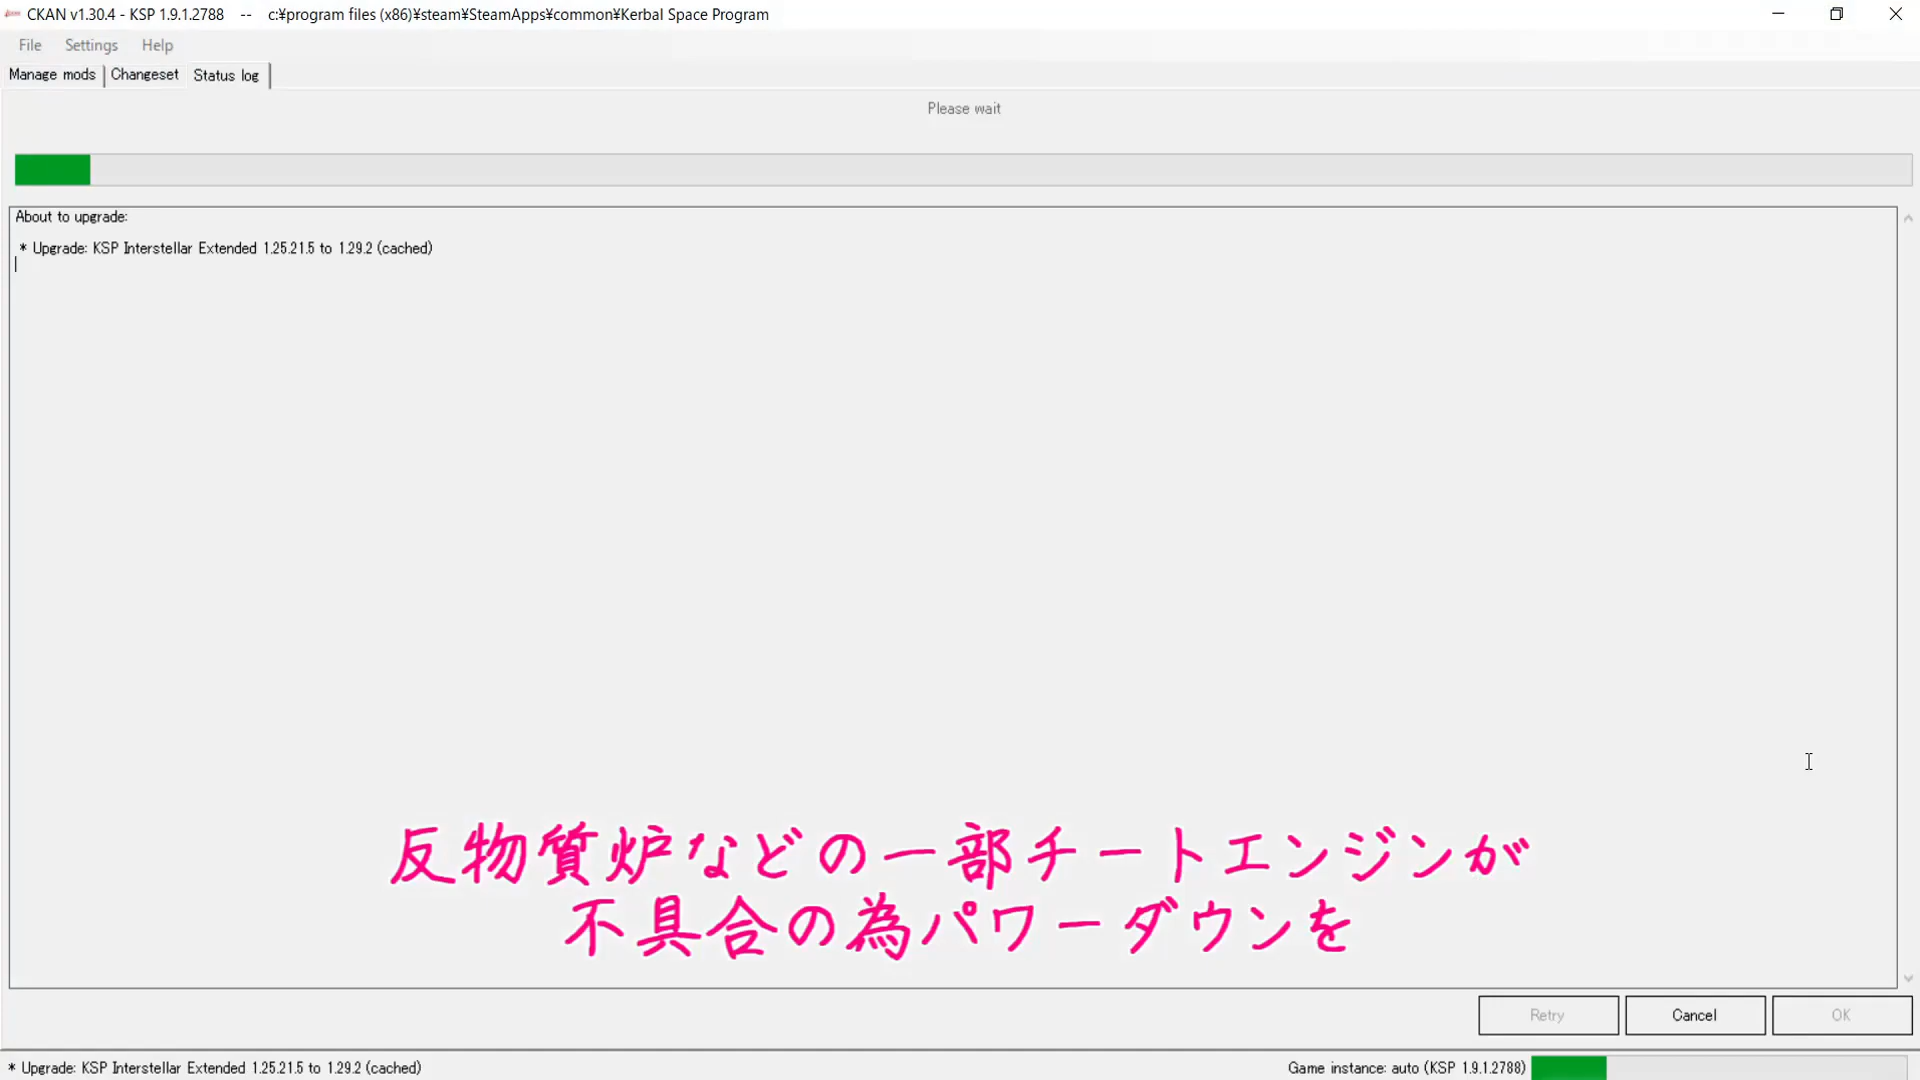 CKAN v1.30.4 - KSP 1.9.1.2788 -- c:¥program files (x86)¥steam¥SteamApps¥common¥Kerbal Space Program
File Settings Help
Manage mods Changeset Status log
Please wait
About to upgrade:
* Upgrade: KSP Interstellar Extended 1.25.21.5 to 1.29.2 (cached)
反物質炉などの一部チートエンジンが
不具合の為パワーダウンを
Retry Cancel OK
* Upgrade: KSP Interstellar Extended 1.25.21.5 to 1.29.2 (cached) Game instance: auto (KSP 1.9.1.2788)